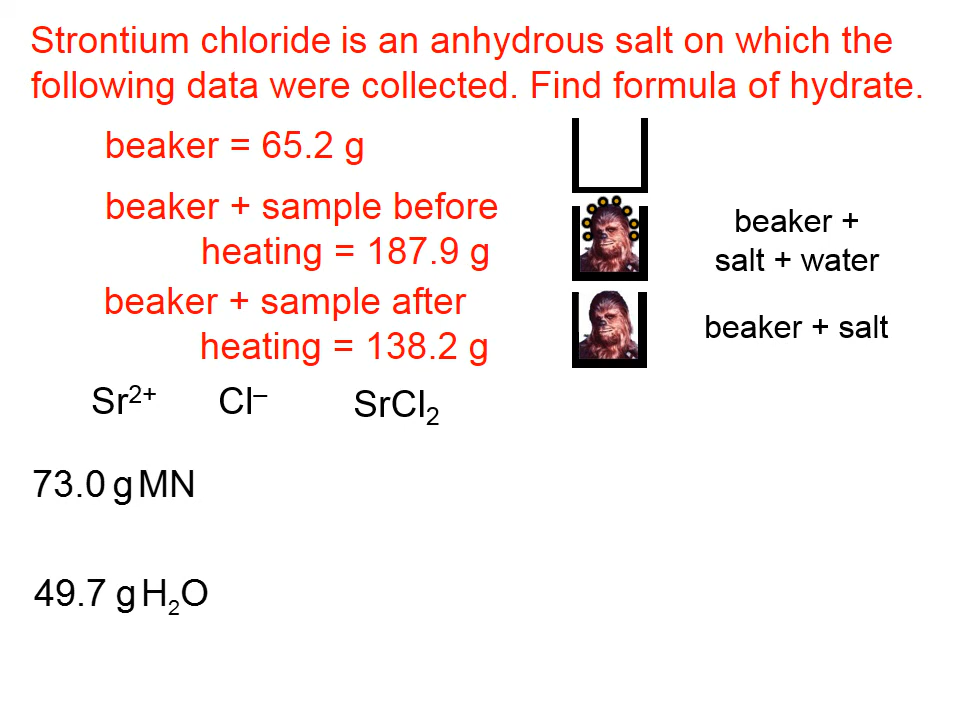 Strontium chloride is an anhydrous salt on which the
following data were collected. Find formula of hydrate.
beaker = 65.2 g
beaker + sample before
heating = 187.9 g
beaker +
salt + water
beaker + sample after
heating = 138.2 g
beaker + salt
Sr²⁺ Cl⁻ SrCl₂
73.0 g MN
49.7 g H₂O